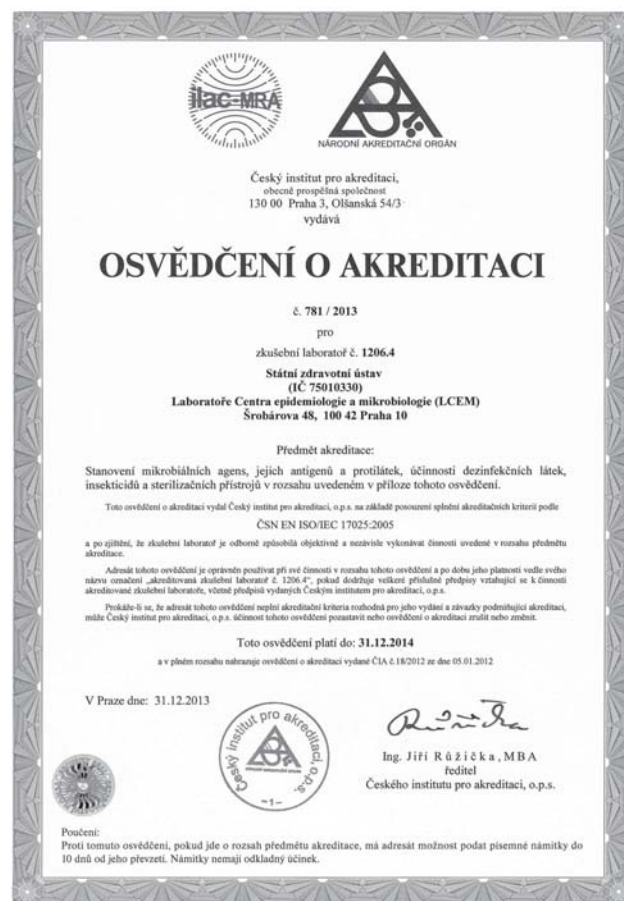 ilac-MRA
NÁRODNÍ AKREDITAČNÍ ORGÁN
Český institut pro akreditaci,
obecně prospěšná společnost
130 00 Praha 3, Olšanská 54/3
vydává
OSVĚDČENÍ O AKREDITACI
č. 781 / 2013
pro
zkušební laboratoř č. 1206.4
Státní zdravotní ústav
(IČ 75010330)
Laboratoře Centra epidemiologie a mikrobiologie (LCEM)
Šrobárova 48, 100 42 Praha 10
Předmět akreditace:
Stanovení mikrobiálních agens, jejich antigenů a protilátek, účinnosti dezinfekčních látek,
insekticidů a sterilizačních přístrojů v rozsahu uvedeném v příloze tohoto osvědčení.
Toto osvědčení o akreditaci vydal Český institut pro akreditaci, o.p.s. na základě posouzení splnění akreditačních kriterií podle
ČSN EN ISO/IEC 17025:2005
a po zjištění, že zkušební laboratoř je odborně způsobilá objektivně a nezávisle vykonávat činnosti uvedené v rozsahu předmětu
akreditace.
Adresát tohoto osvědčení je oprávněn používat při své činnosti v rozsahu tohoto osvědčení a po dobu jeho platnosti vedle svého
názvu označení „akreditovaná zkušební laboratoř č. 1206.4“, pokud dodržuje veškeré příslušné předpisy vztahující se k činnosti
akreditované zkušební laboratoře, včetně předpisů vydaných Českým institutem pro akreditaci, o.p.s.
Prokáže-li se, že adresát tohoto osvědčení neplní akreditační kriteria rozhodná pro jeho vydání a závazky podmiňující akreditaci,
může Český institut pro akreditaci, o.p.s. účinnost tohoto osvědčení pozastavit nebo osvědčení o akreditaci zrušit nebo změnit.
Toto osvědčení platí do: 31.12.2014
a v plném rozsahu nahrazuje osvědčení o akreditaci vydané ČIA č.18/2012 ze dne 05.01.2012
V Praze dne: 31.12.2013
Český institut pro akreditaci, o.p.s.
–1–
Ing. Jiří Růžička, MBA
ředitel
Českého institutu pro akreditaci, o.p.s.
Poučení:
Proti tomuto osvědčení, pokud jde o rozsah předmětu akreditace, má adresát možnost podat písemné námitky do
10 dnů od jeho převzetí. Námitky nemají odkladný účinek.